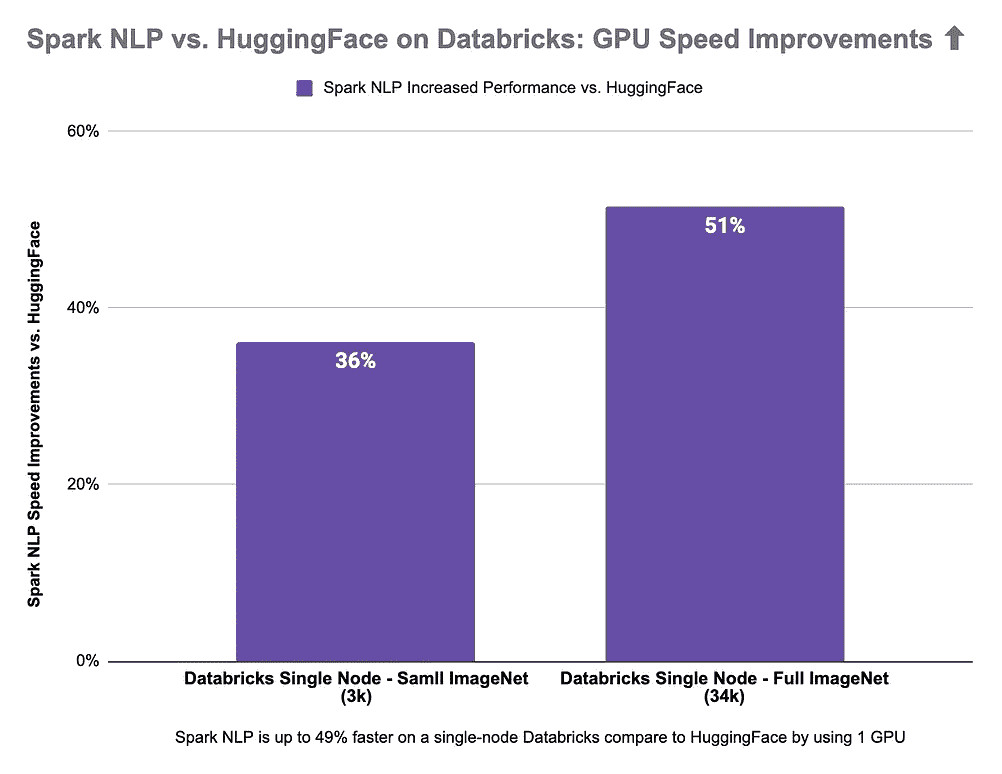 Spark NLP vs. HuggingFace on Databricks: GPU Speed Improvements ⬆
Spark NLP Increased Performance vs. HuggingFace
Spark NLP Speed Improvements vs. HuggingFace
60%
40%
20%
0%
36%
51%
Databricks Single Node - Samll ImageNet
(3k)
Databricks Single Node - Full ImageNet
(34k)
Spark NLP is up to 49% faster on a single-node Databricks compare to HuggingFace by using 1 GPU